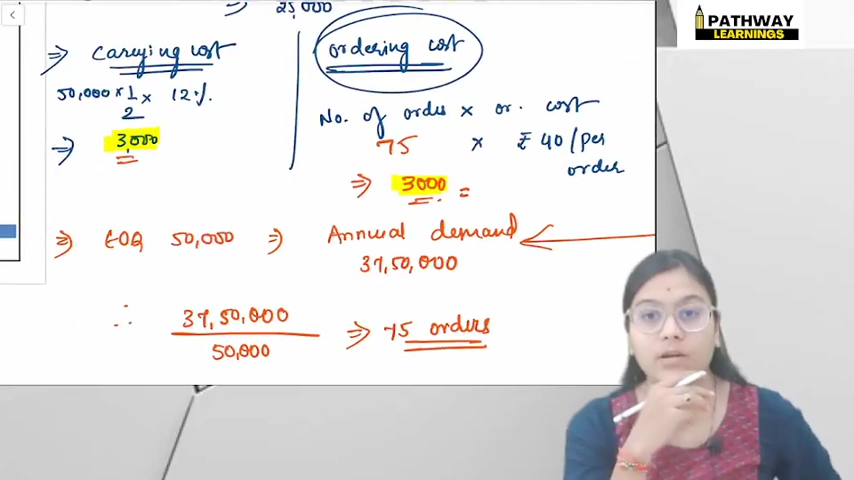 ⇒ 25,000
⇒ Carrying cost
50,000 × 1/2 × 12%
⇒ 3,000
Ordering cost
No. of order × or. cost
75 × ₹ 40 / per order
⇒ 3000 =
⇒ EOQ 50,000 ⇒ Annual demand
37,50,000
∴ 37,50,000 / 50,000 ⇒ 75 orders
PATHWAY
LEARNINGS